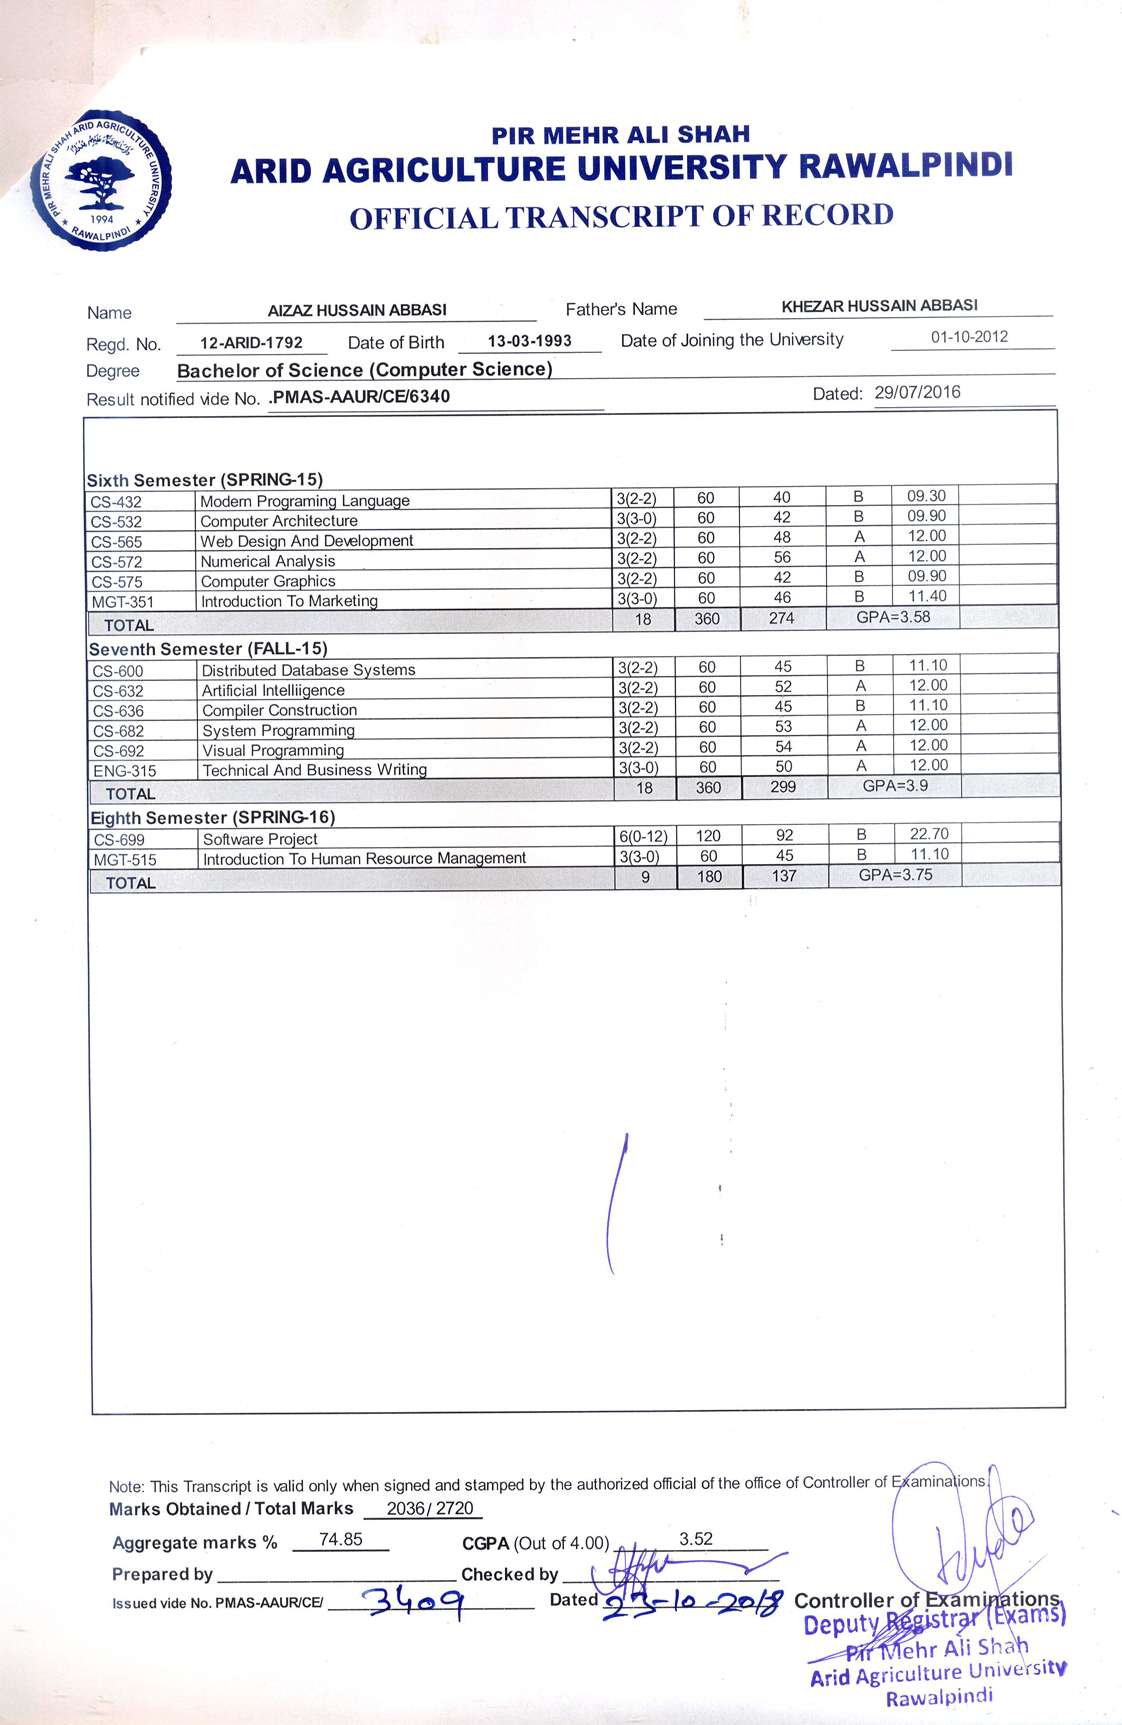 PIR MEHR ALI SHAH ARID AGRICULTURE UNIVERSITY
1994
★ RAWALPINDI ★
PIR MEHR ALI SHAH
ARID AGRICULTURE UNIVERSITY RAWALPINDI
OFFICIAL TRANSCRIPT OF RECORD
Name AIZAZ HUSSAIN ABBASI Father's Name KHEZAR HUSSAIN ABBASI
Regd. No. 12-ARID-1792 Date of Birth 13-03-1993 Date of Joining the University 01-10-2012
Degree Bachelor of Science (Computer Science)
Result notified vide No. .PMAS-AAUR/CE/6340 Dated: 29/07/2016
Sixth Semester (SPRING-15)
CS-432 Modern Programing Language 3(2-2) 60 40 B 09.30
CS-532 Computer Architecture 3(3-0) 60 42 B 09.90
CS-565 Web Design And Development 3(2-2) 60 48 A 12.00
CS-572 Numerical Analysis 3(2-2) 60 56 A 12.00
CS-575 Computer Graphics 3(2-2) 60 42 B 09.90
MGT-351 Introduction To Marketing 3(3-0) 60 46 B 11.40
TOTAL 18 360 274 GPA=3.58
Seventh Semester (FALL-15)
CS-600 Distributed Database Systems 3(2-2) 60 45 B 11.10
CS-632 Artificial Intelliigence 3(2-2) 60 52 A 12.00
CS-636 Compiler Construction 3(2-2) 60 45 B 11.10
CS-682 System Programming 3(2-2) 60 53 A 12.00
CS-692 Visual Programming 3(2-2) 60 54 A 12.00
ENG-315 Technical And Business Writing 3(3-0) 60 50 A 12.00
TOTAL 18 360 299 GPA=3.9
Eighth Semester (SPRING-16)
CS-699 Software Project 6(0-12) 120 92 B 22.70
MGT-515 Introduction To Human Resource Management 3(3-0) 60 45 B 11.10
TOTAL 9 180 137 GPA=3.75
Note: This Transcript is valid only when signed and stamped by the authorized official of the office of Controller of Examinations.
Marks Obtained / Total Marks 2036/ 2720
Aggregate marks % 74.85 CGPA (Out of 4.00) 3.52
Prepared by Checked by
Issued vide No. PMAS-AAUR/CE/ 3409 Dated 23-10-2018 Controller of Examinations
Deputy Registrar (Exams)
Pir Mehr Ali Shah
Arid Agriculture University
Rawalpindi